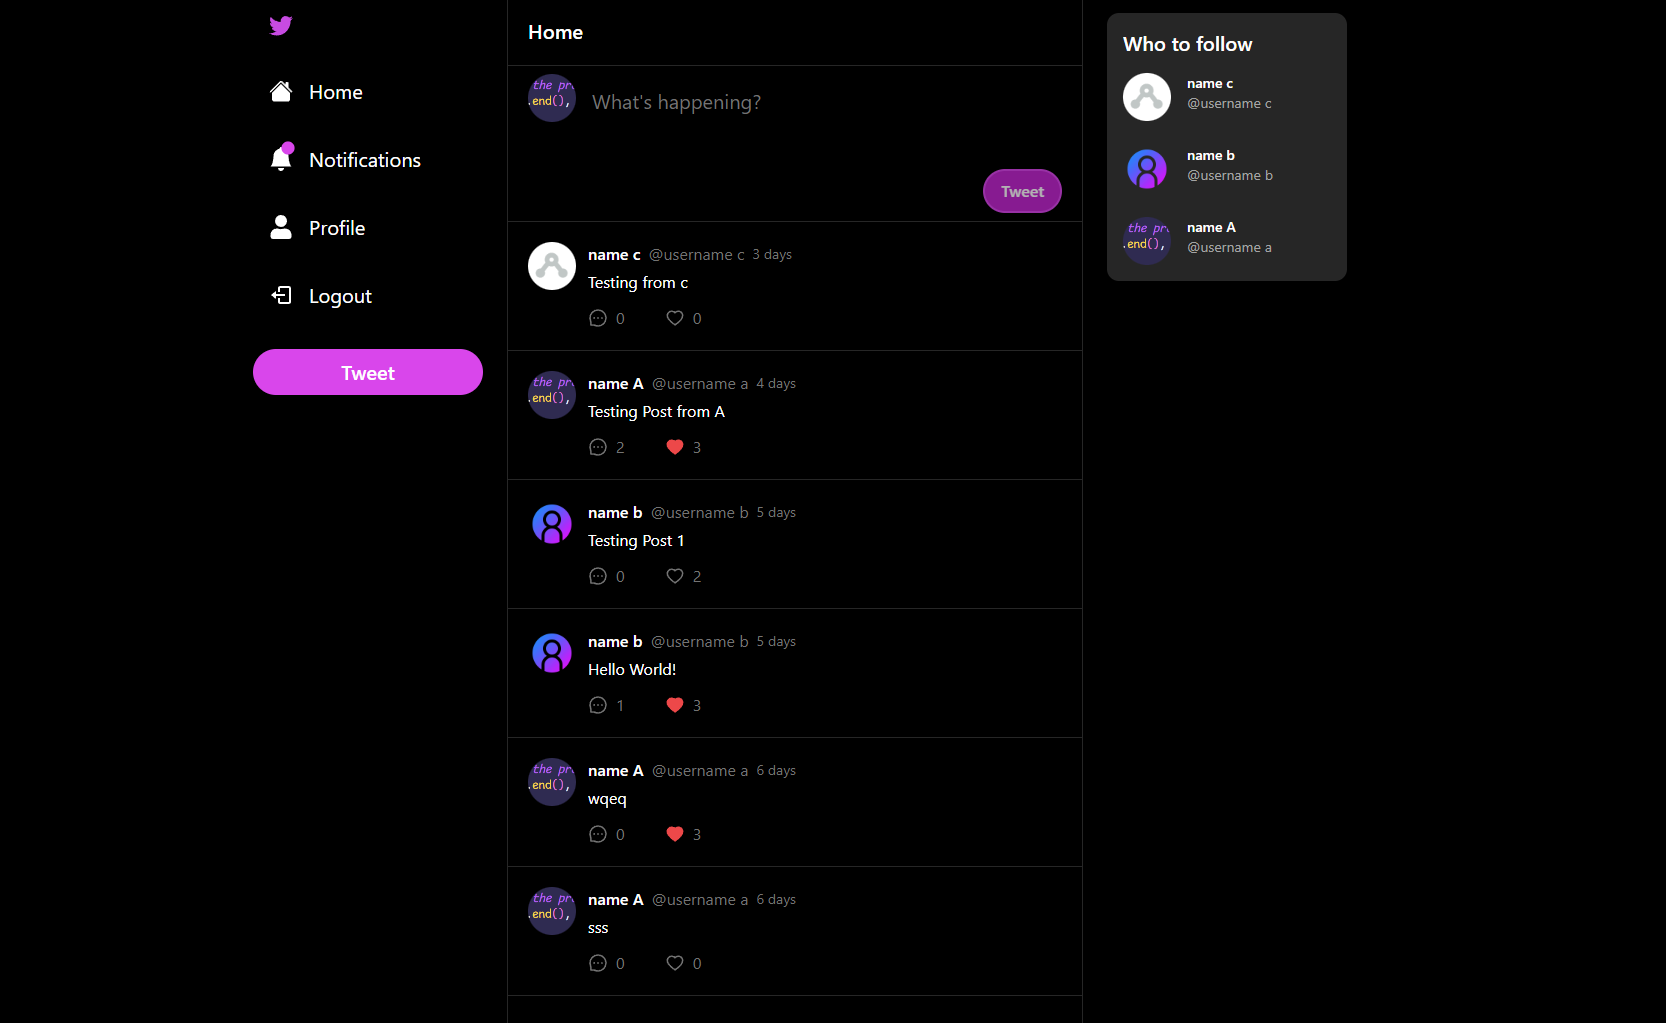 Home
Notifications
Profile
Logout
Tweet
Home
the pr.
.end(),
What's happening?
Tweet
name c @username c 3 days
Testing from c
0 0
the pr.
.end(),
name A @username a 4 days
Testing Post from A
2 3
name b @username b 5 days
Testing Post 1
0 2
name b @username b 5 days
Hello World!
1 3
the pr.
.end(),
name A @username a 6 days
wqeq
0 3
the pr.
.end(),
name A @username a 6 days
sss
0 0
Who to follow
name c
@username c
name b
@username b
the pr.
.end(),
name A
@username a